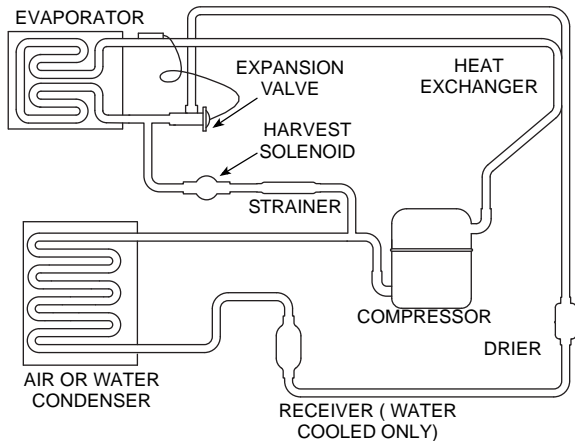 EVAPORATOR
EXPANSION
VALVE
HEAT
EXCHANGER
HARVEST
SOLENOID
STRAINER
COMPRESSOR
DRIER
AIR OR WATER
CONDENSER
RECEIVER ( WATER
COOLED ONLY)